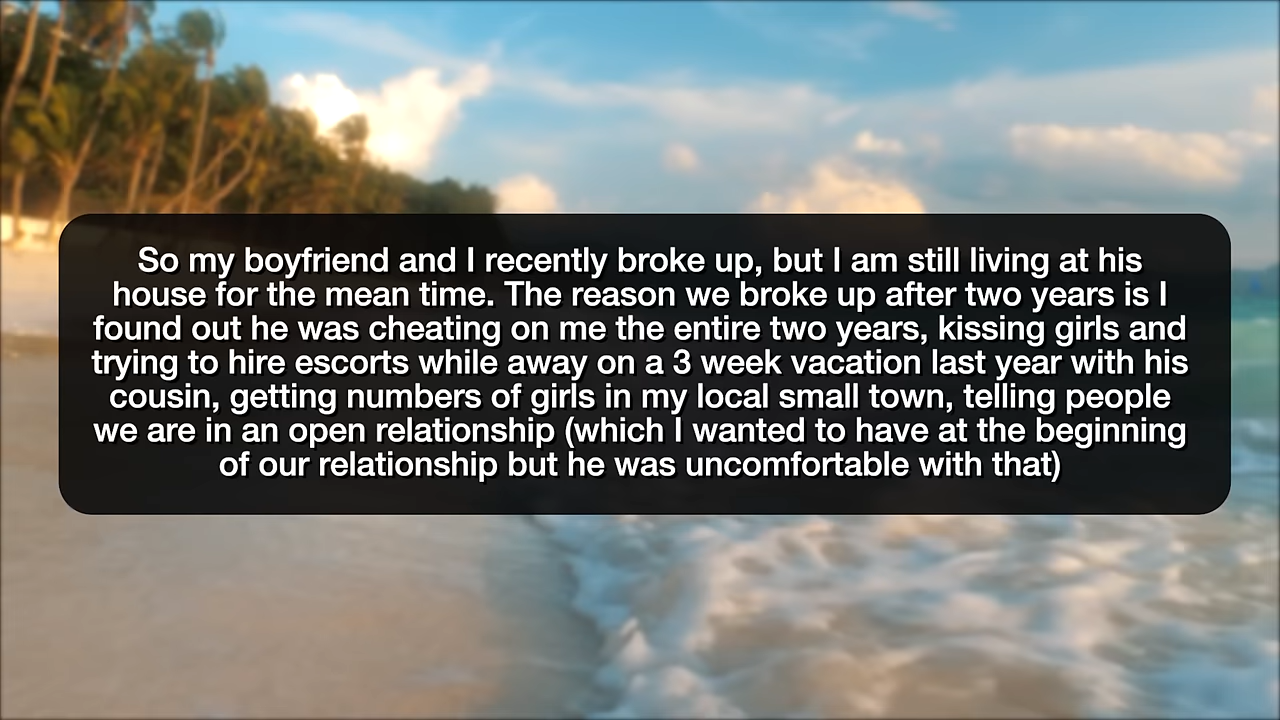 So my boyfriend and I recently broke up, but I am still living at his
house for the mean time. The reason we broke up after two years is I
found out he was cheating on me the entire two years, kissing girls and
trying to hire escorts while away on a 3 week vacation last year with his
cousin, getting numbers of girls in my local small town, telling people
we are in an open relationship (which I wanted to have at the beginning
of our relationship but he was uncomfortable with that)